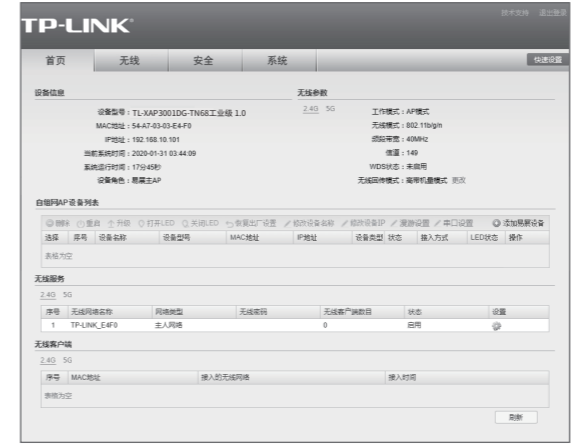 技术支持 退出登录
TP-LINK
首页 无线 安全 系统 快速设置
设备信息
设备型号：TL-XAP3001DG-TN68工业级 1.0
MAC地址：54-A7-03-03-E4-F0
IP地址：192.168.10.101
当前系统时间：2020-01-31 03:44:09
系统运行时间：17分45秒
设备角色：易展主AP
无线参数
2.4G 5G
工作模式：AP模式
无线模式：802.11b/g/n
频段带宽：40MHz
信道：149
WDS状态：未启用
无线回传模式：高带机量模式 更改
自组网AP设备列表
删除 重启 升级 打开LED 关闭LED 恢复出厂设置 修改设备名称 修改设备IP 漫游设置 串口设置 添加易展设备
选择 序号 设备名称 设备型号 MAC地址 IP地址 设备类型 状态 接入方式 LED状态 操作
表格为空
无线服务
2.4G 5G
序号 无线网络名称 网络类型 无线密码 无线客户端数目 状态 设置
1 TP-LINK_E4F0 主人网络 0 启用
无线客户端
2.4G 5G
序号 MAC地址 接入的无线网络 接入时间
表格为空
刷新